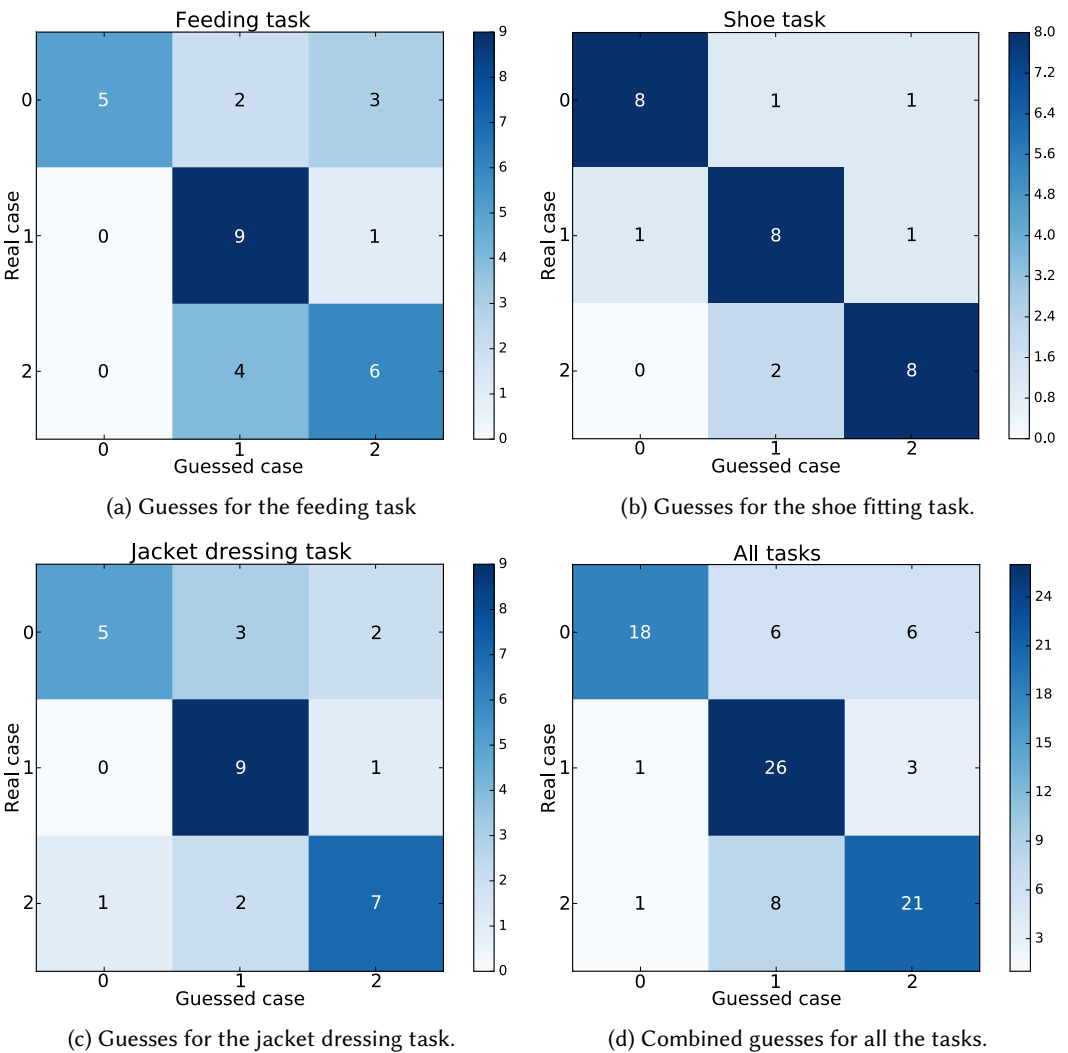 Feeding task
9
8
7
6
5
4
3
2
1
0
Real case
0
1
2
5 2 3
0 9 1
0 4 6
0 1 2
Guessed case
(a) Guesses for the feeding task
Shoe task
8.0
7.2
6.4
5.6
4.8
4.0
3.2
2.4
1.6
0.8
0.0
Real case
0
1
2
8 1 1
1 8 1
0 2 8
0 1 2
Guessed case
(b) Guesses for the shoe fitting task.
Jacket dressing task
9
8
7
6
5
4
3
2
1
0
Real case
0
1
2
5 3 2
0 9 1
1 2 7
0 1 2
Guessed case
(c) Guesses for the jacket dressing task.
All tasks
24
21
18
15
12
9
6
3
Real case
0
1
2
18 6 6
1 26 3
1 8 21
0 1 2
Guessed case
(d) Combined guesses for all the tasks.